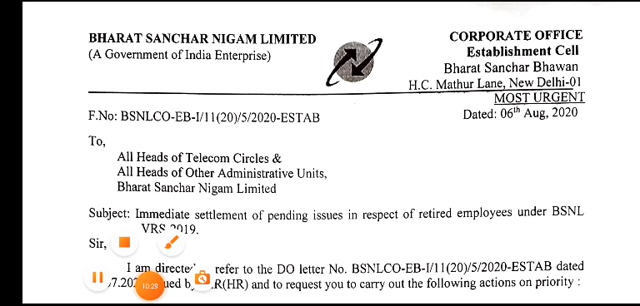 BHARAT SANCHAR NIGAM LIMITED
(A Government of India Enterprise)
CORPORATE OFFICE
Establishment Cell
Bharat Sanchar Bhawan
H.C. Mathur Lane, New Delhi-01
MOST URGENT
F.No: BSNLCO-EB-I/11(20)/5/2020-ESTAB
Dated: 06th Aug, 2020
To,
All Heads of Telecom Circles &
All Heads of Other Administrative Units,
Bharat Sanchar Nigam Limited
Subject: Immediate settlement of pending issues in respect of retired employees under BSNL
VRS 2019.
Sir,
I am refer to the DO letter No. BSNLCO-EB-I/11(20)/5/2020-ESTAB dated
10:29 R(HR) and to request you to carry out the following actions on priority :